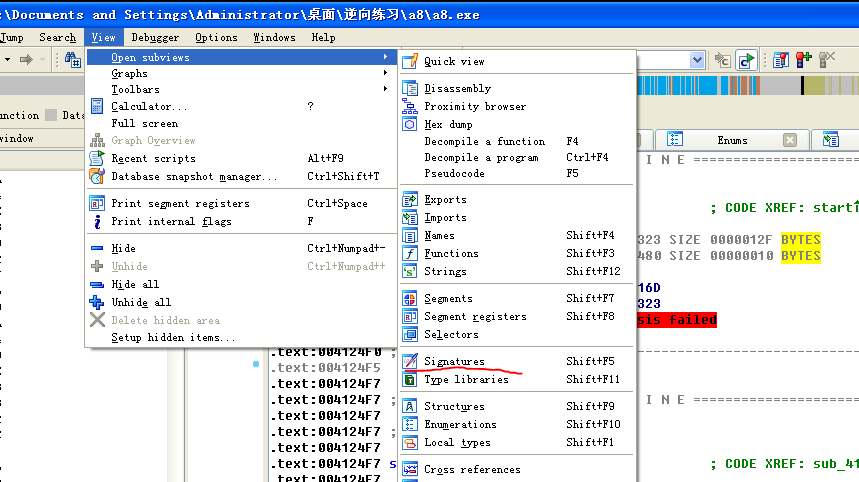 :\Documents and Settings\Administrator\桌面\逆向练习\a8\a8.exe
Jump Search View Debugger Options Windows Help
Open subviews
Graphs
Toolbars
Calculator... ?
Full screen
Graph Overview
Recent scripts Alt+F9
Database snapshot manager... Ctrl+Shift+T
Print segment registers Ctrl+Space
Print internal flags F
Hide Ctrl+Numpad+-
Unhide Ctrl+Numpad++
Hide all
Unhide all
Delete hidden area
Setup hidden items...
Quick view
Disassembly
Proximity browser
Hex dump
Decompile a function F4
Decompile a program Ctrl+F4
Pseudocode F5
Exports
Imports
Names Shift+F4
Functions Shift+F3
Strings Shift+F12
Segments Shift+F7
Segment registers Shift+F8
Selectors
Signatures Shift+F5
Type libraries Shift+F11
Structures Shift+F9
Enumerations Shift+F10
Local types Shift+F1
Cross references
unction Data
window
Enums
I N E ====================
; CODE XREF: start
323 SIZE 0000012F BYTES
480 SIZE 00000010 BYTES
16D
323
sis failed
.text:004124F0 ;
.text:004124F5
.text:004124F7
.text:004124F7 ;
.text:004124F7
.text:004124F7 ;
.text:004124F7
.text:004124F7 s
.text:004124F7
I N E ====================
; CODE XREF: sub_41